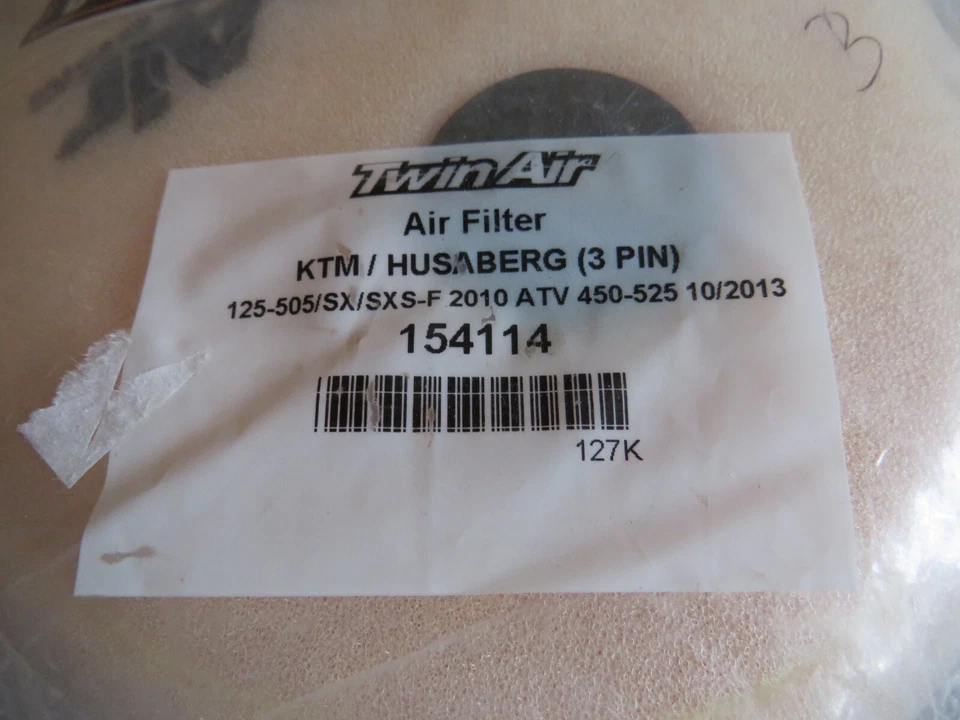 3
Twin Air
Air Filter
KTM / HUSABERG (3 PIN)
125-505/SX/SXS-F 2010 ATV 450-525 10/2013
154114
127K